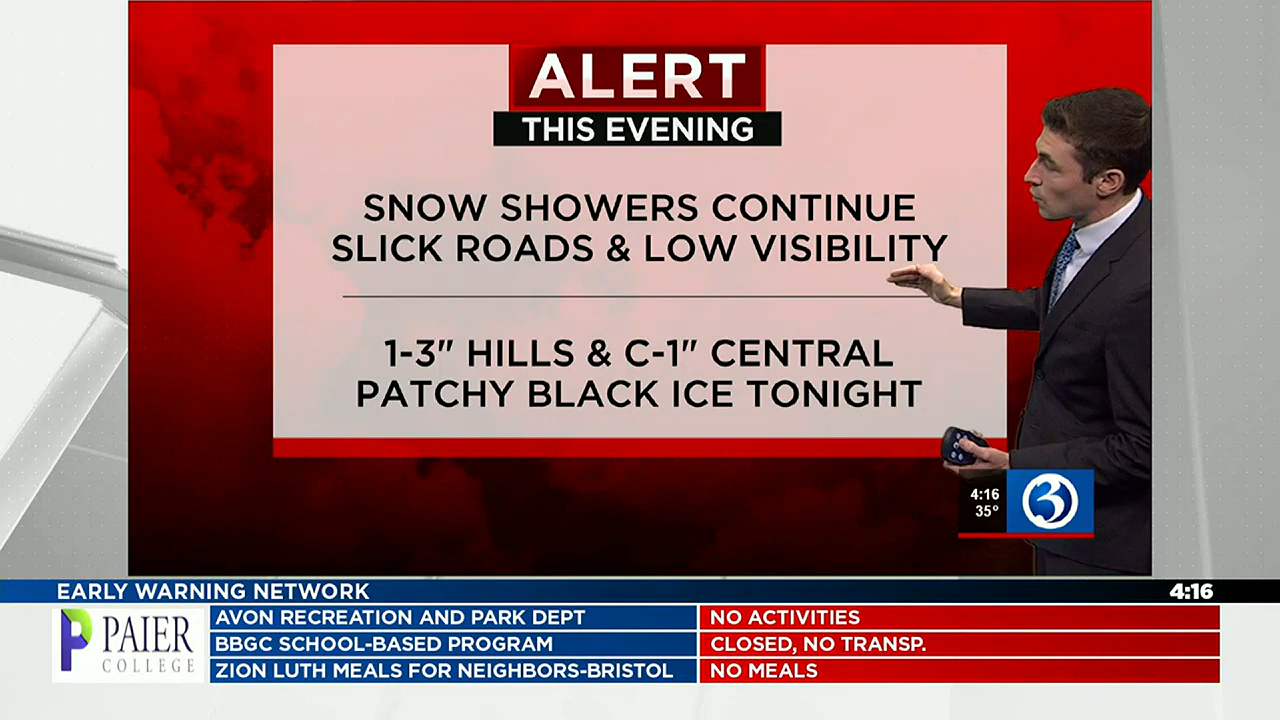 ALERT
THIS EVENING
SNOW SHOWERS CONTINUE
SLICK ROADS & LOW VISIBILITY
1-3" HILLS & C-1" CENTRAL
PATCHY BLACK ICE TONIGHT
4:16
35°
3
EARLY WARNING NETWORK
4:16
PAIER
COLLEGE
AVON RECREATION AND PARK DEPT
NO ACTIVITIES
BBGC SCHOOL-BASED PROGRAM
CLOSED, NO TRANSP.
ZION LUTH MEALS FOR NEIGHBORS-BRISTOL
NO MEALS